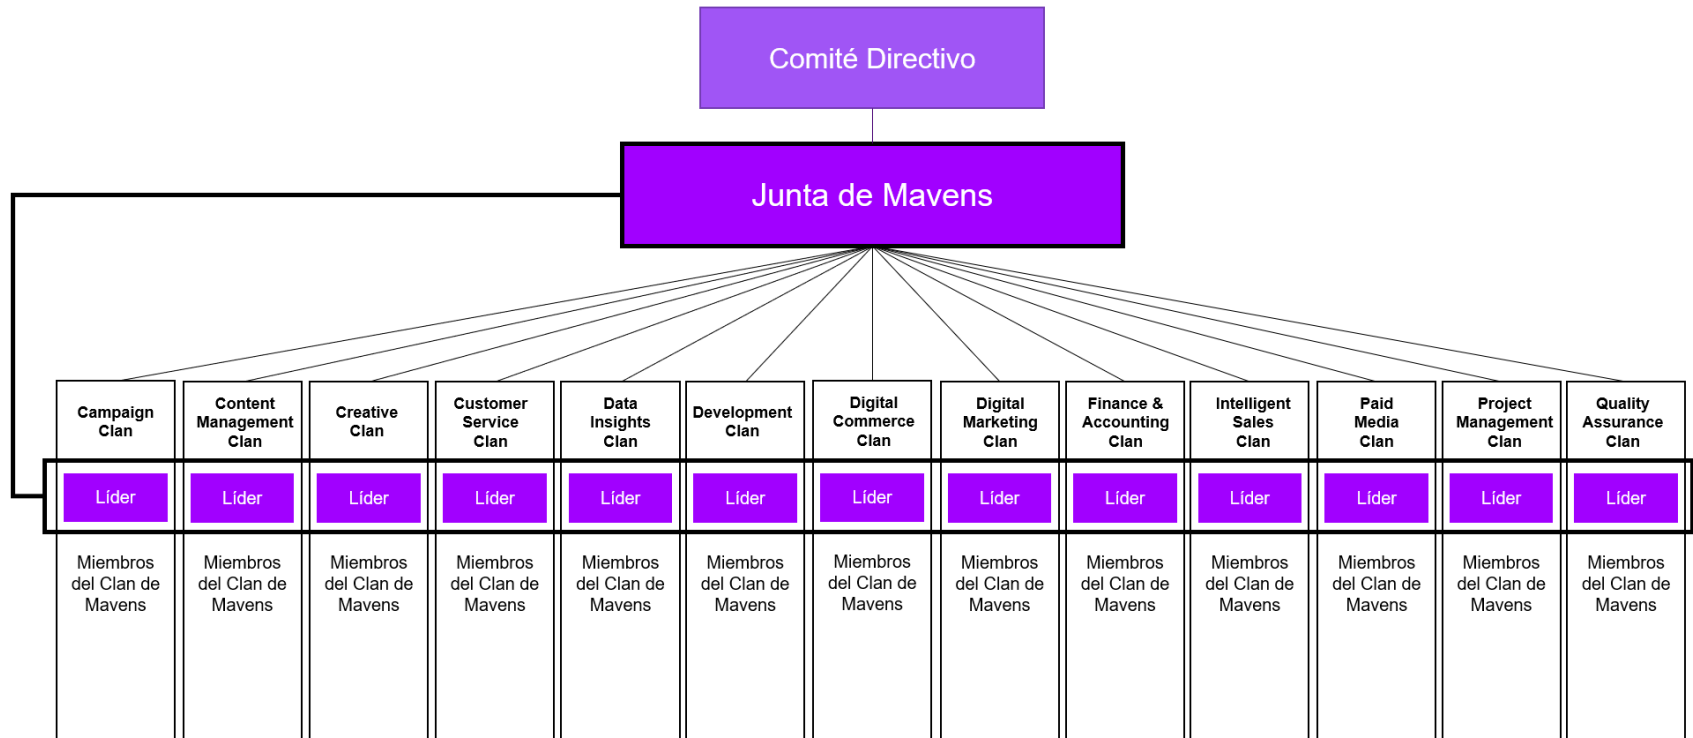 Comité Directivo
Junta de Mavens
Campaign
Clan
Content
Management
Clan
Creative
Clan
Customer
Service
Clan
Data
Insights
Clan
Development
Clan
Digital
Commerce
Clan
Digital
Marketing
Clan
Finance &
Accounting
Clan
Intelligent
Sales
Clan
Paid
Media
Clan
Project
Management
Clan
Quality
Assurance
Clan
Líder
Líder
Líder
Líder
Líder
Líder
Líder
Líder
Líder
Líder
Líder
Líder
Líder
Miembros
del Clan de
Mavens
Miembros
del Clan de
Mavens
Miembros
del Clan de
Mavens
Miembros
del Clan de
Mavens
Miembros
del Clan de
Mavens
Miembros
del Clan de
Mavens
Miembros
del Clan de
Mavens
Miembros
del Clan de
Mavens
Miembros
del Clan de
Mavens
Miembros
del Clan de
Mavens
Miembros
del Clan de
Mavens
Miembros
del Clan de
Mavens
Miembros
del Clan de
Mavens